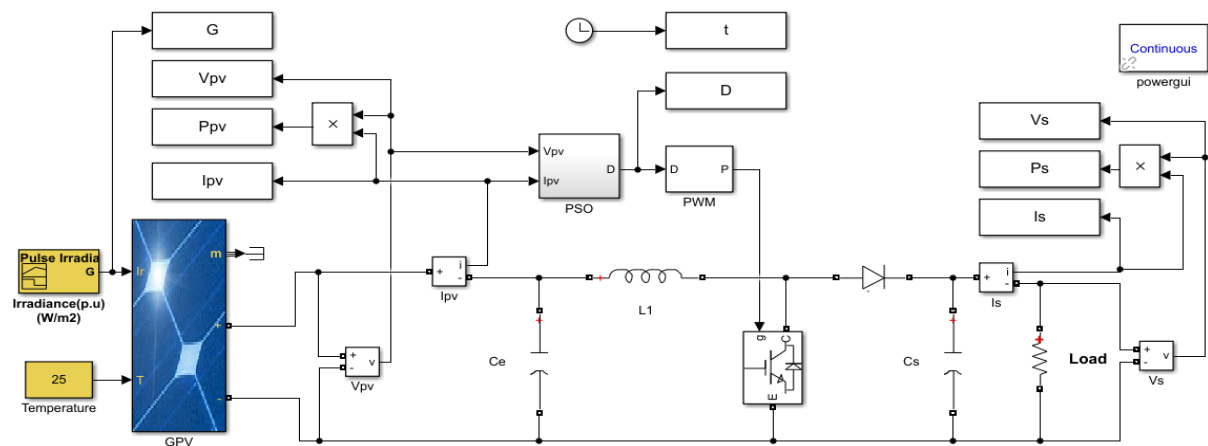 G
t
Continuous
powergui
Vpv
D
Vs
Ppv
×
Vpv
Ipv
D
PSO
D
P
PWM
Ps
×
Ipv
Is
Pulse Irradia
G
Irradiance(p.u)
(W/m2)
Ir
m
+
-
T
GPV
25
Temperature
+
-
i
Ipv
+
-
v
Vpv
Ce
+
L1
+
g
C
E
Cs
+
+
-
i
Is
+
Load
+
-
v
Vs